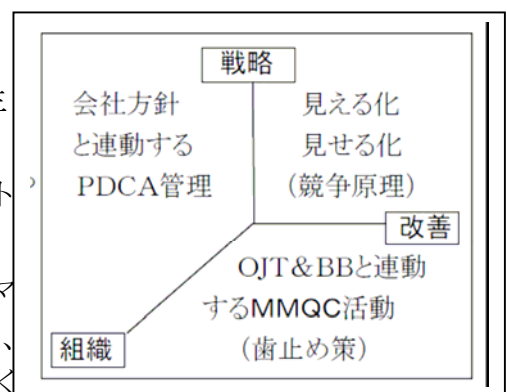 戦略
会社方針
と連動する
PDCA管理
見える化
見せる化
(競争原理)
改善
OJT&BBと連動
するMMQC活動
(歯止め策)
組織
ト
マ
、